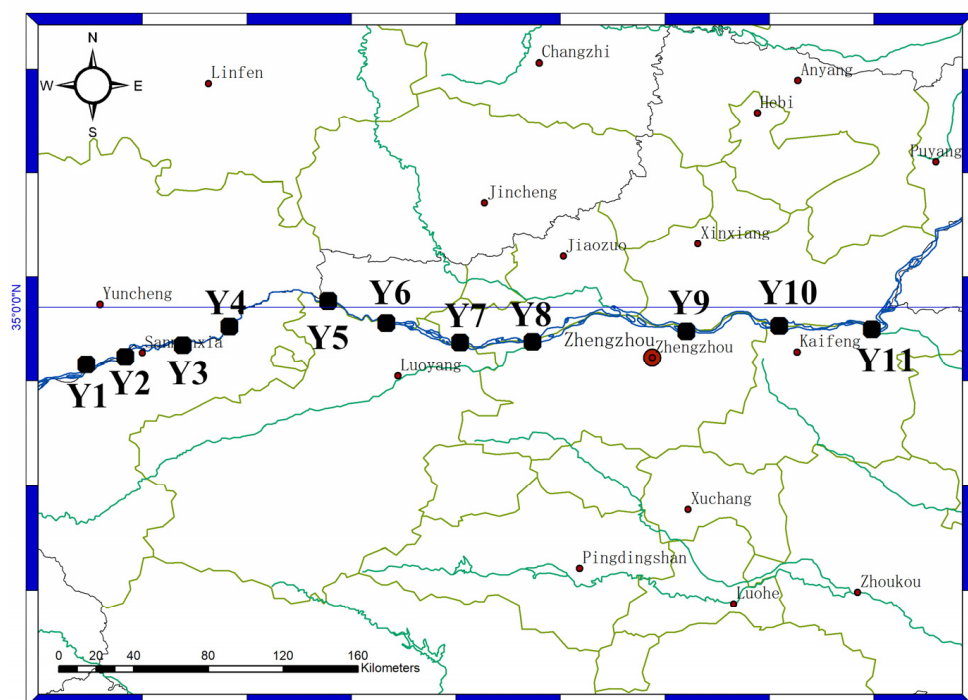 N
W
E
S
Linfen
Changzhi
Anyang
Hebi
Puyang
Jincheng
Jiaozuo
Xinxiang
Yuncheng
35°0'0"N
Y4
Y6
Y10
Y5
Y7
Y8
Y9
Y11
Sanmenxia
Y1
Y2
Y3
Luoyang
Zhengzhou
Zhengzhou
Kaifeng
Xuchang
Pingdingshan
Luohe
Zhoukou
0 20 40 80 120 160
Kilometers